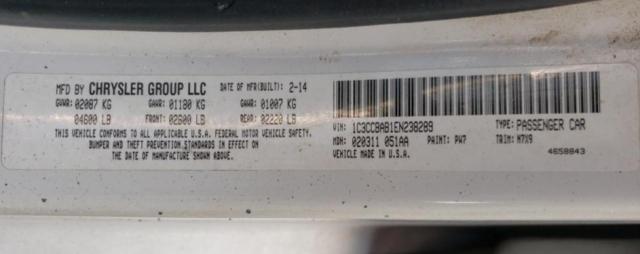 MFD BY CHRYSLER GROUP LLC DATE OF MFR(BUILT): 2-14
GVWR: 02087 KG GAWR: 01180 KG GAWR: 01007 KG
04600 LB FRONT: 02600 LB REAR: 02220 LB
THIS VEHICLE CONFORMS TO ALL APPLICABLE U.S.A. FEDERAL MOTOR VEHICLE SAFETY,
BUMPER AND THEFT PREVENTION STANDARDS IN EFFECT ON
THE DATE OF MANUFACTURE SHOWN ABOVE.
VIN: 1C3CCBAB1EN238289 TYPE: PASSENGER CAR
MDH: 020311 051AA PAINT: PW7 TRIM: M7X9
VEHICLE MADE IN U.S.A. 4658843